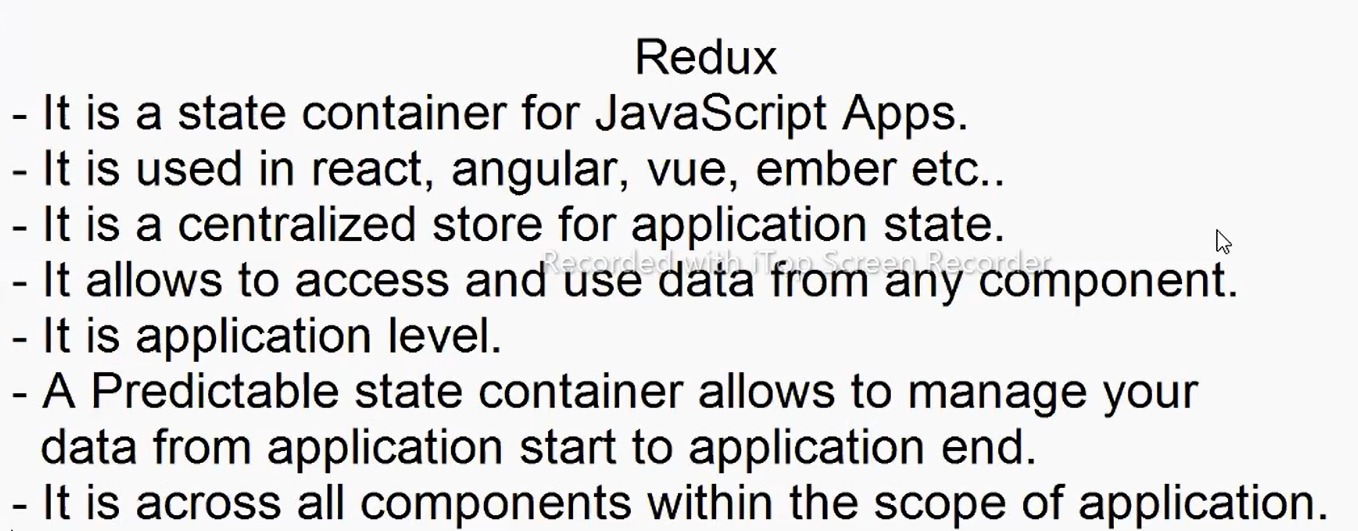 Redux
- It is a state container for JavaScript Apps.
- It is used in react, angular, vue, ember etc..
- It is a centralized store for application state.
Recorded with iTop Screen Recorder
- It allows to access and use data from any component.
- It is application level.
- A Predictable state container allows to manage your
data from application start to application end.
- It is across all components within the scope of application.